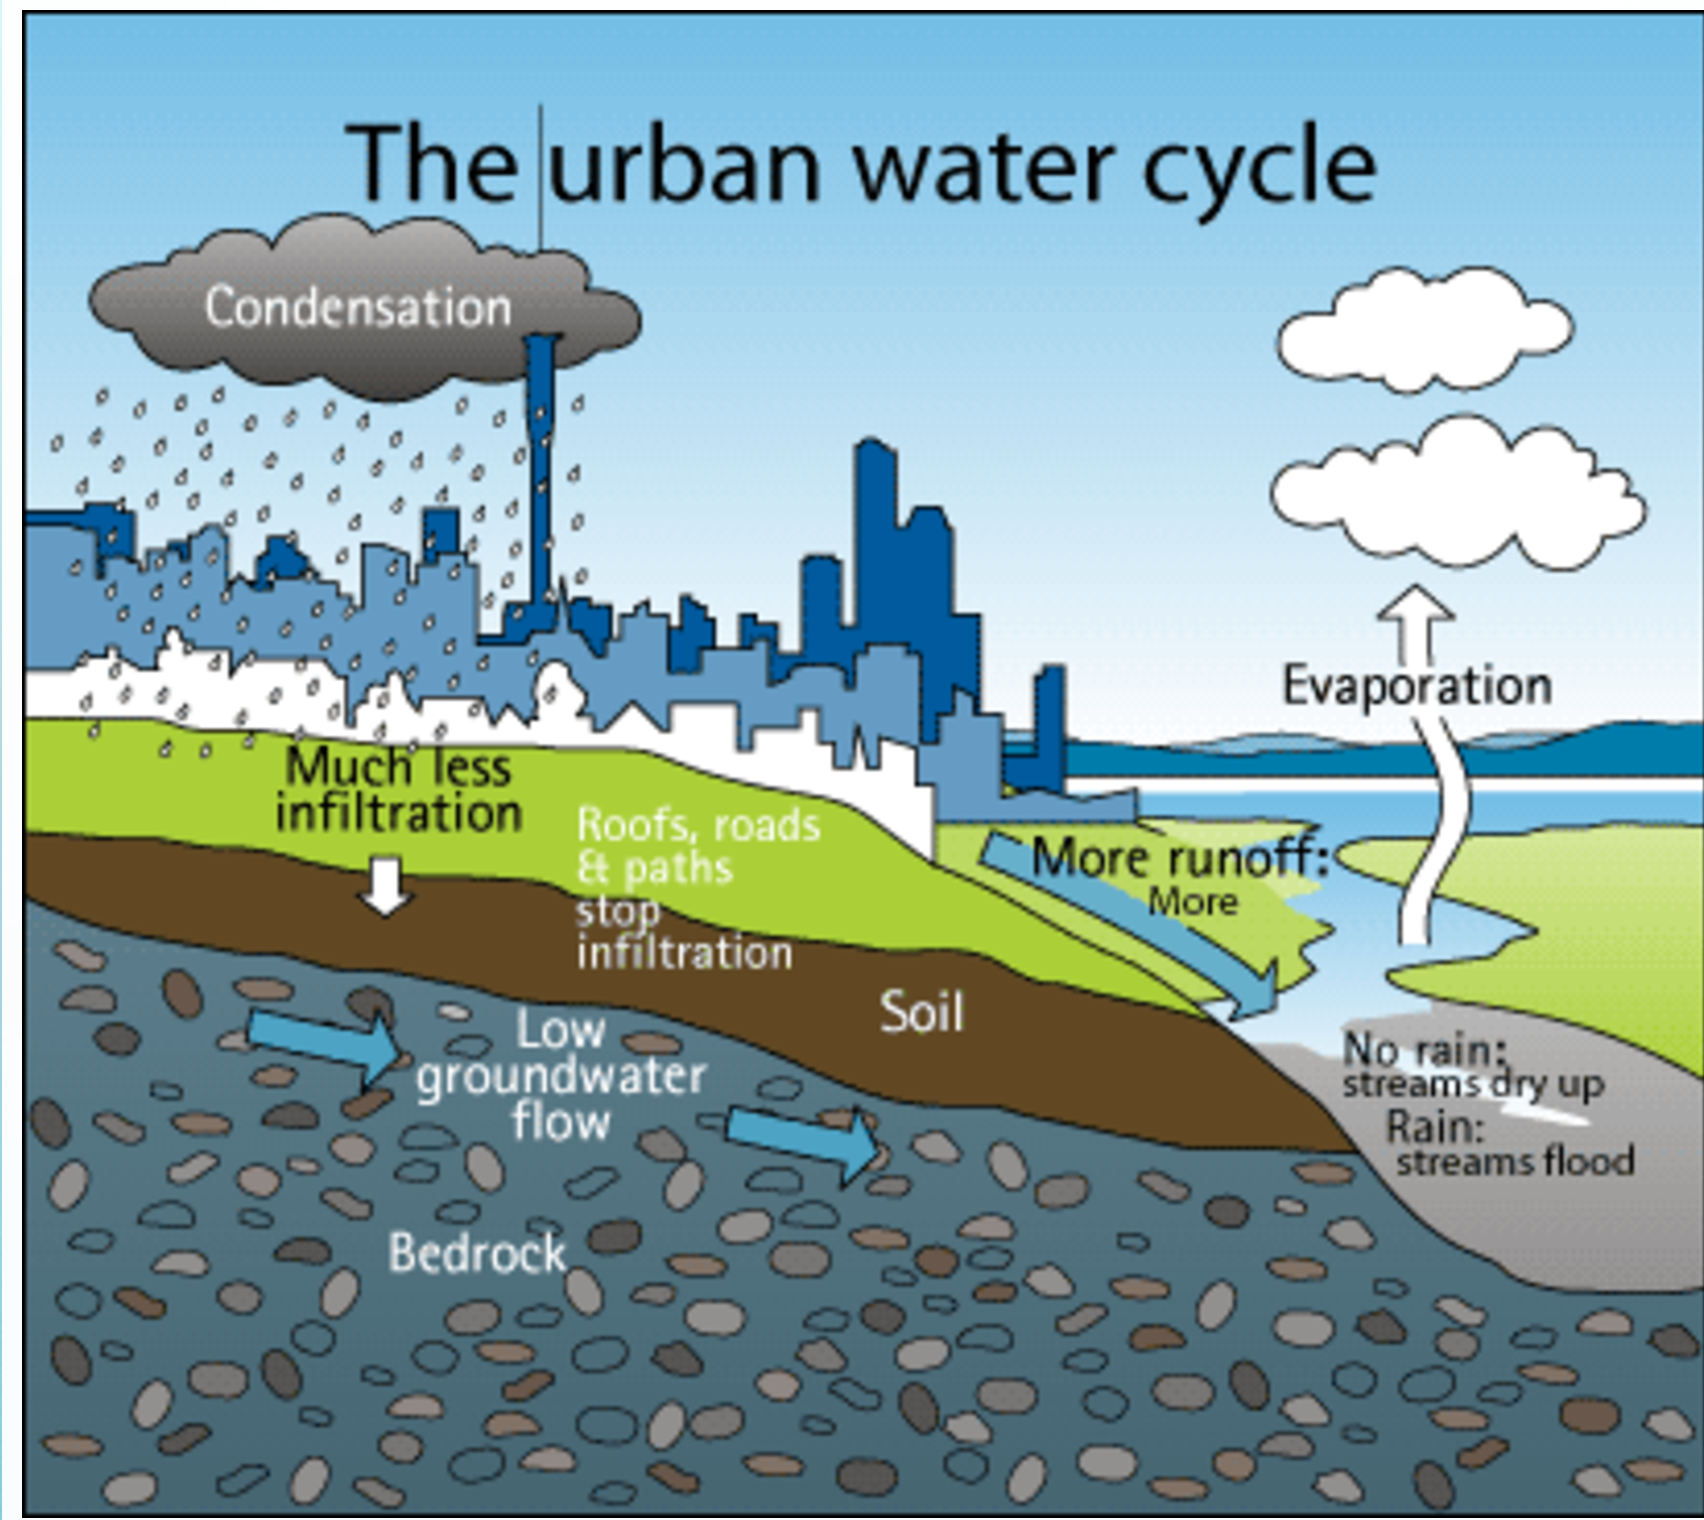 The urban water cycle
Condensation
Evaporation
Much less
infiltration
Roofs, roads
& paths
stop
infiltration
More runoff:
More
Soil
Low
groundwater
flow
No rain:
streams dry up
Rain:
streams flood
Bedrock